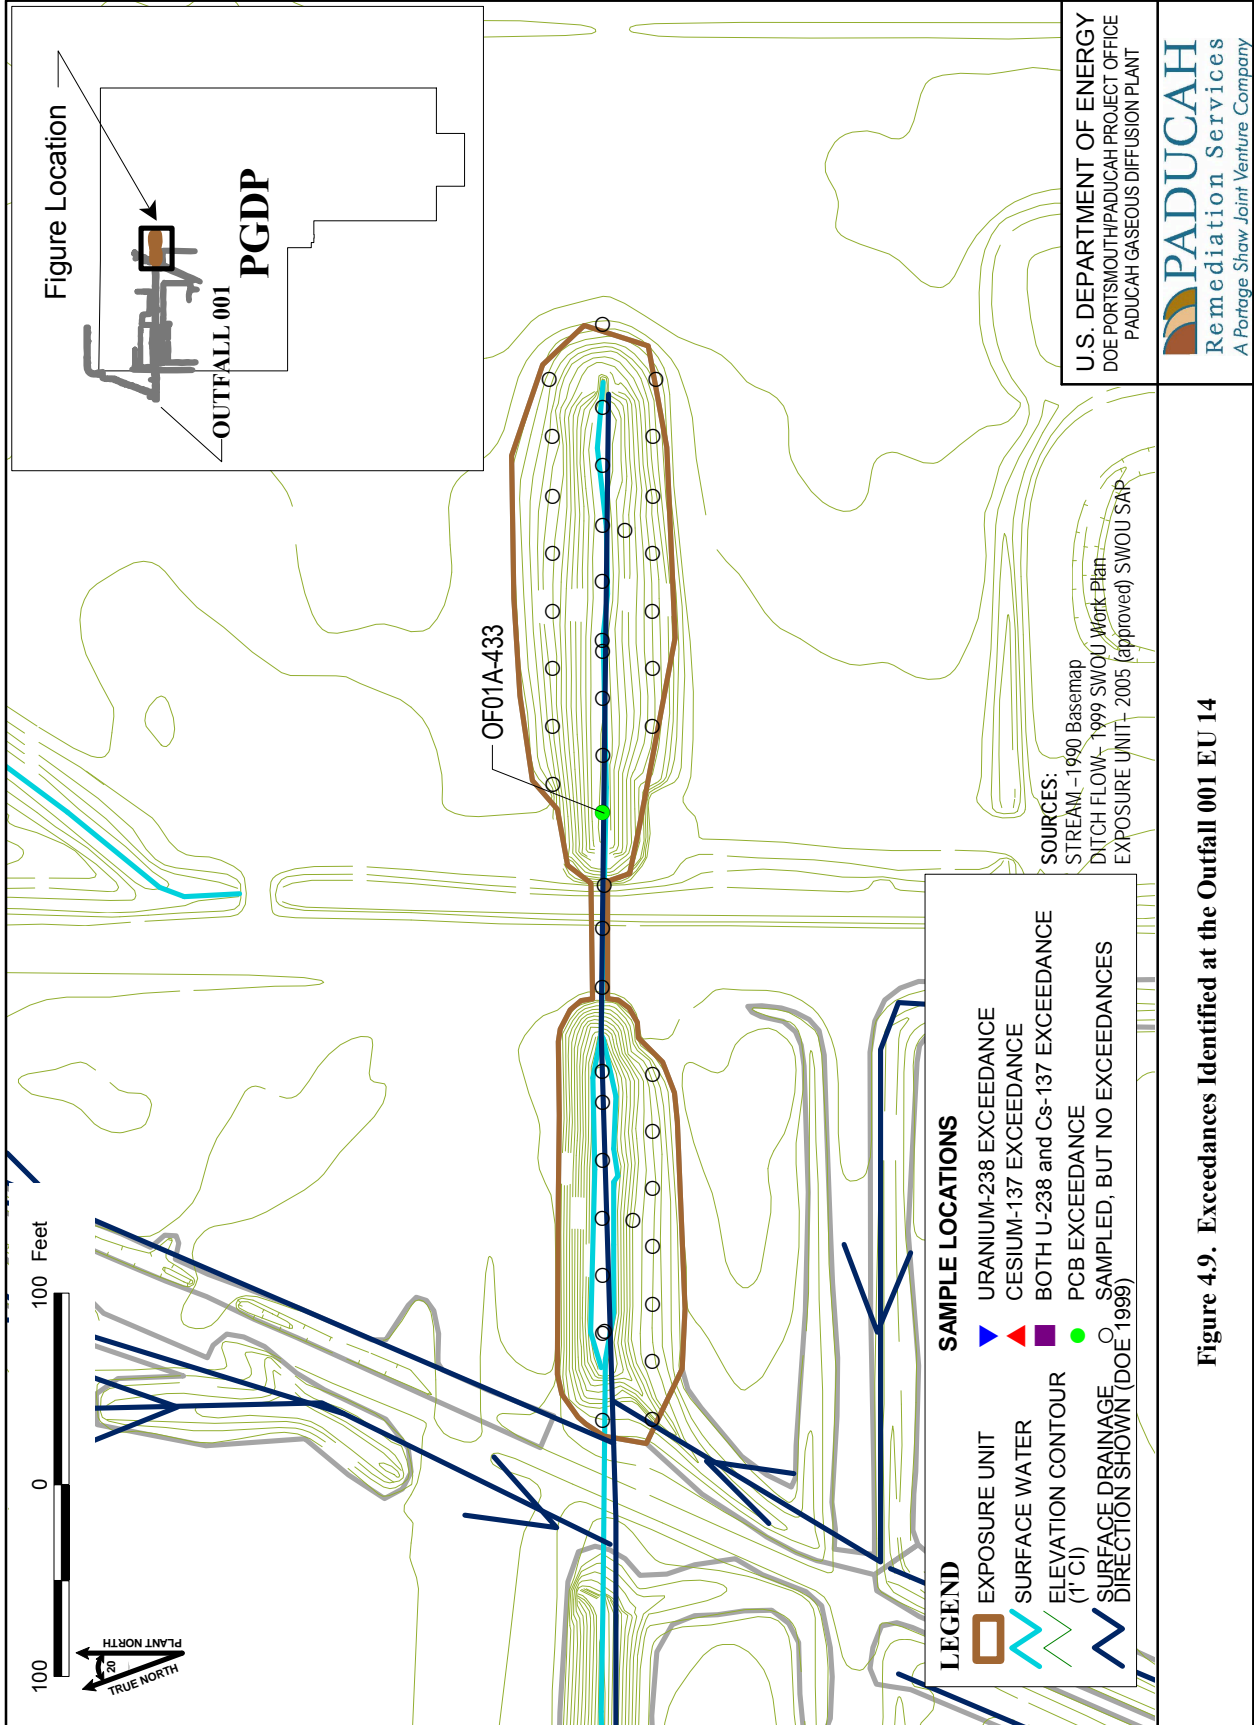 Figure Location
PGDP
OUTFALL 001
OF01A-433
100 0 100 Feet
PLANT NORTH
20
TRUE NORTH
LEGEND
EXPOSURE UNIT
SURFACE WATER
ELEVATION CONTOUR
(1' CI)
SURFACE DRAINAGE
DIRECTION SHOWN (DOE 1999)
SAMPLE LOCATIONS
URANIUM-238 EXCEEDANCE
CESIUM-137 EXCEEDANCE
BOTH U-238 and Cs-137 EXCEEDANCE
PCB EXCEEDANCE
SAMPLED, BUT NO EXCEEDANCES
SOURCES:
STREAM -1990 Basemap
DITCH FLOW- 1999 SWOU Work Plan
EXPOSURE UNIT- 2005 (approved) SWOU SAP
U.S. DEPARTMENT OF ENERGY
DOE PORTSMOUTH/PADUCAH PROJECT OFFICE
PADUCAH GASEOUS DIFFUSION PLANT
PADUCAH
Remediation Services
A Portage Shaw Joint Venture Company
Figure 4.9. Exceedances Identified at the Outfall 001 EU 14